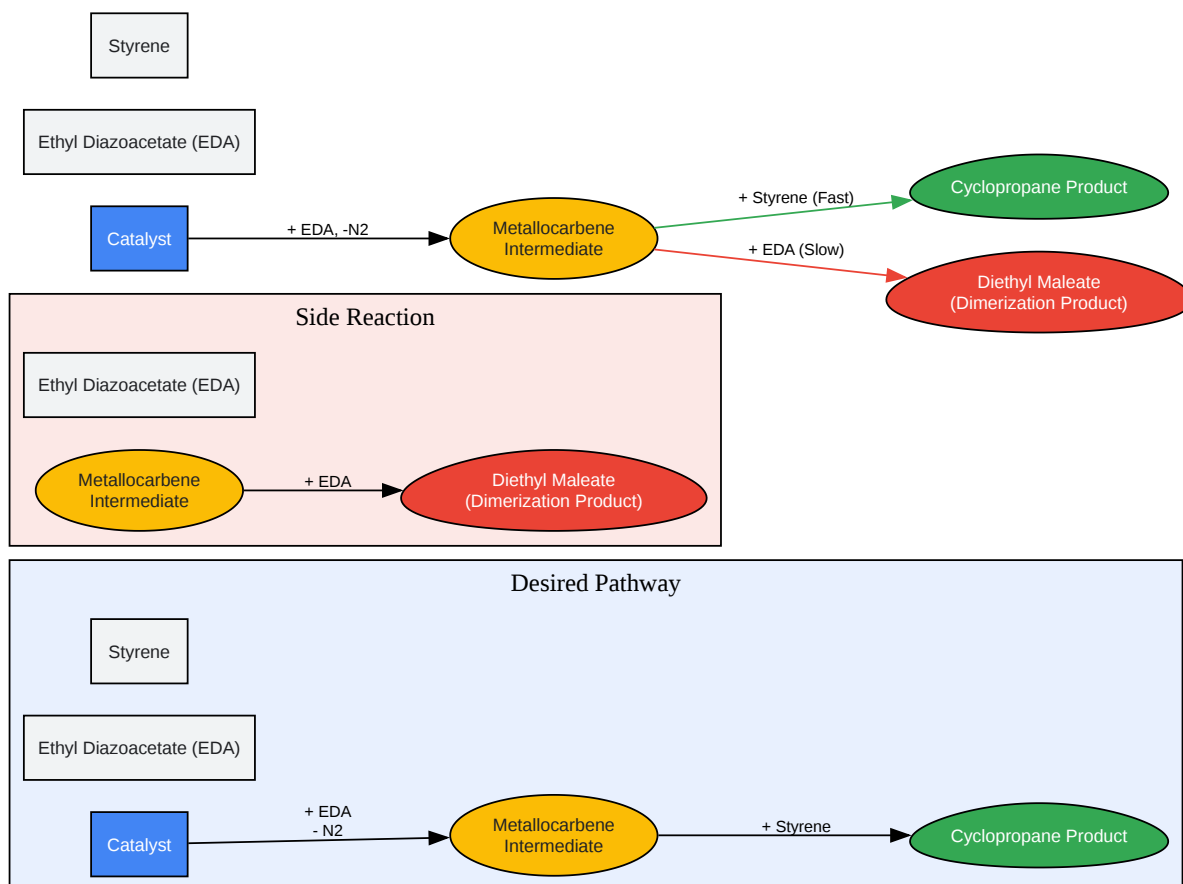 Styrene
Ethyl Diazoacetate (EDA)
Catalyst
+ EDA, -N2
Metallocarbene
Intermediate
+ Styrene (Fast)
Cyclopropane Product
+ EDA (Slow)
Diethyl Maleate
(Dimerization Product)
Side Reaction
Ethyl Diazoacetate (EDA)
Metallocarbene
Intermediate
+ EDA
Diethyl Maleate
(Dimerization Product)
Desired Pathway
Styrene
Ethyl Diazoacetate (EDA)
Catalyst
+ EDA
- N2
Metallocarbene
Intermediate
+ Styrene
Cyclopropane Product